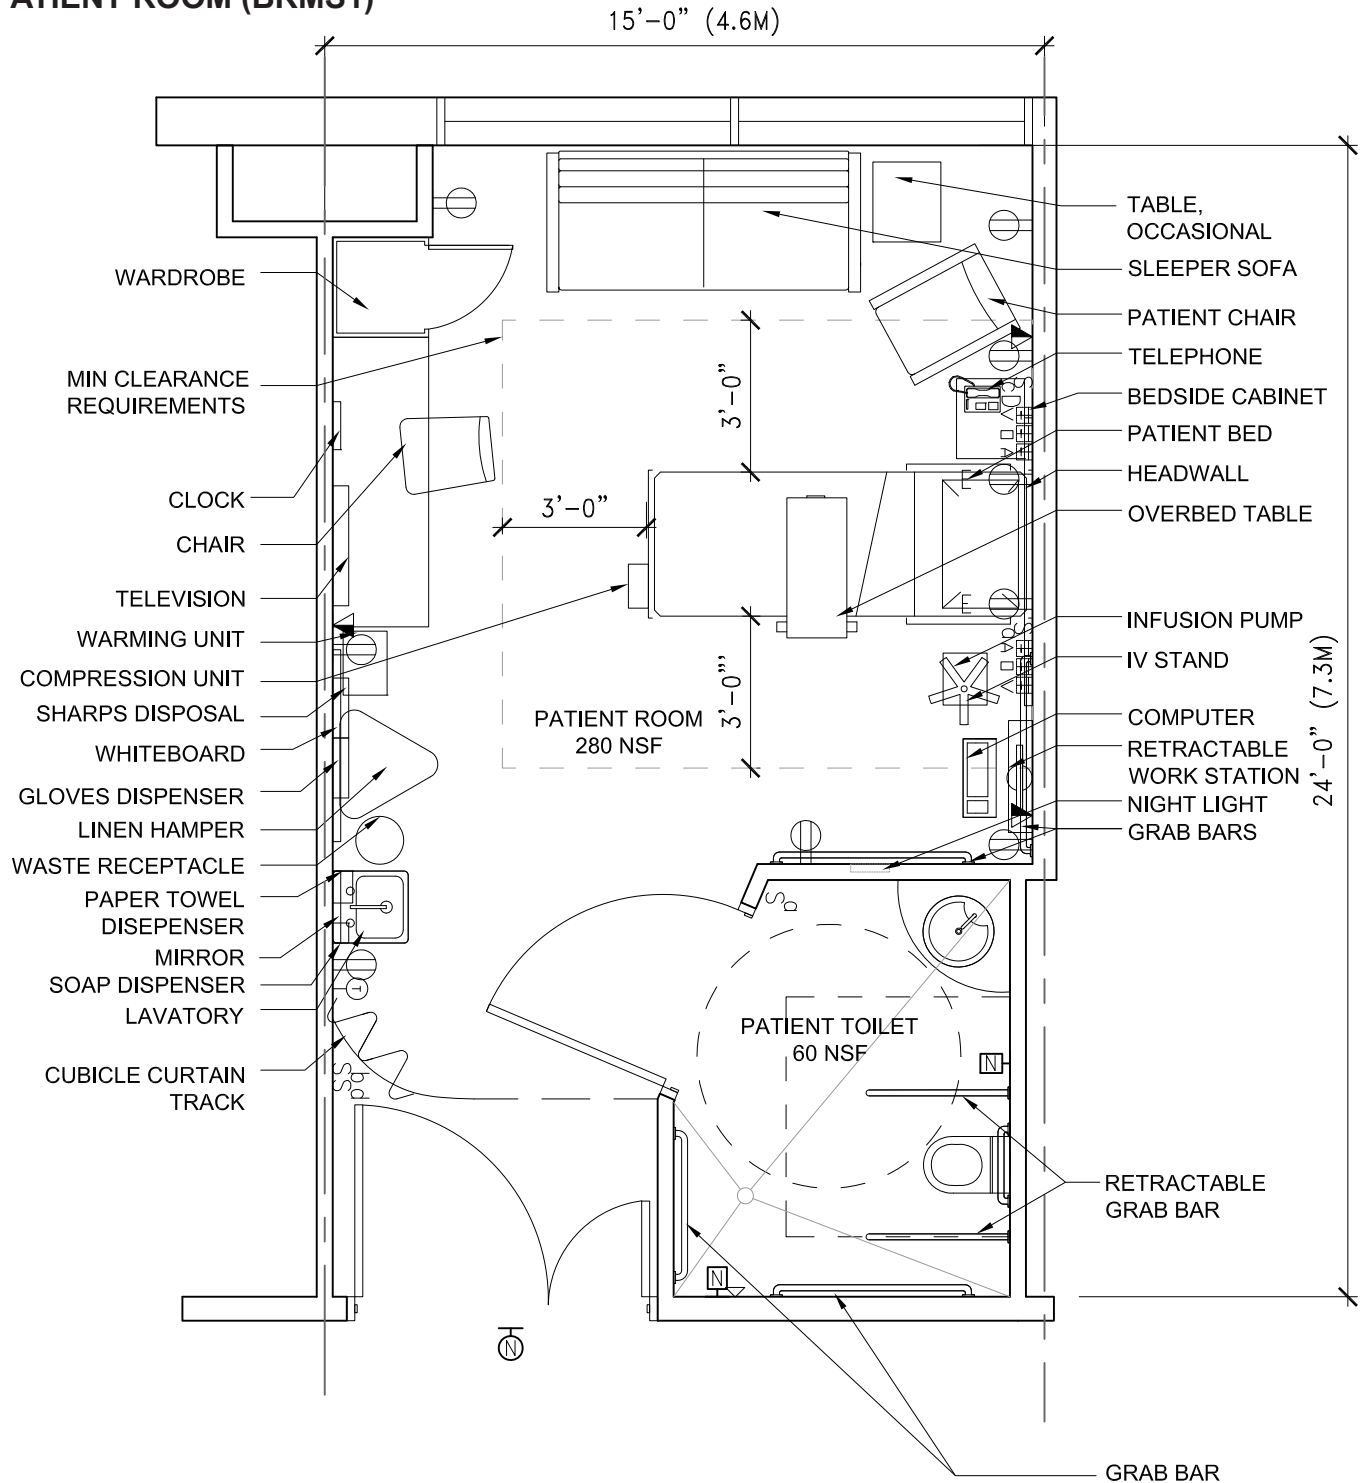 ATIENT ROOM (BRMS1)
15'-0" (4.6M)
TABLE,
OCCASIONAL
SLEEPER SOFA
PATIENT CHAIR
TELEPHONE
BEDSIDE CABINET
PATIENT BED
HEADWALL
OVERBED TABLE
INFUSION PUMP
IV STAND
COMPUTER
RETRACTABLE
WORK STATION
NIGHT LIGHT
GRAB BARS
24'-0" (7.3M)
WARDROBE
MIN CLEARANCE
REQUIREMENTS
CLOCK
CHAIR
TELEVISION
WARMING UNIT
COMPRESSION UNIT
SHARPS DISPOSAL
WHITEBOARD
GLOVES DISPENSER
LINEN HAMPER
WASTE RECEPTACLE
PAPER TOWEL
DISEPENSER
MIRROR
SOAP DISPENSER
LAVATORY
CUBICLE CURTAIN
TRACK
3'-0"
3'-0"
3'-0"'
PATIENT ROOM
280 NSF
E
E
T
PATIENT TOILET
60 NSF
N
N
N
RETRACTABLE
GRAB BAR
GRAB BAR